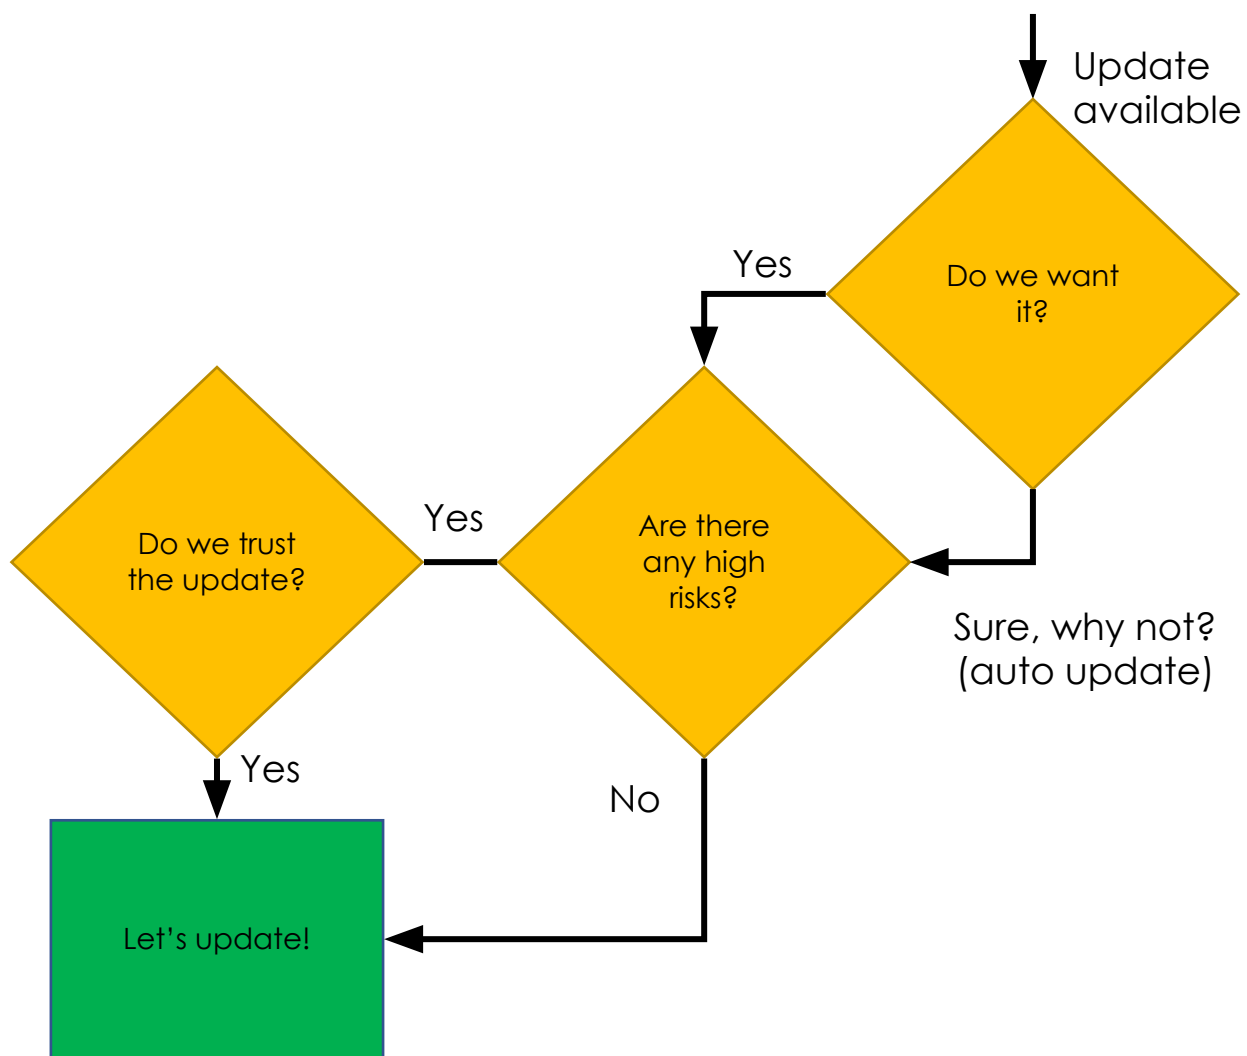 Update
available
Do we want
it?
Yes
Are there
any high
risks?
Yes
Do we trust
the update?
Sure, why not?
(auto update)
Yes
No
Let's update!